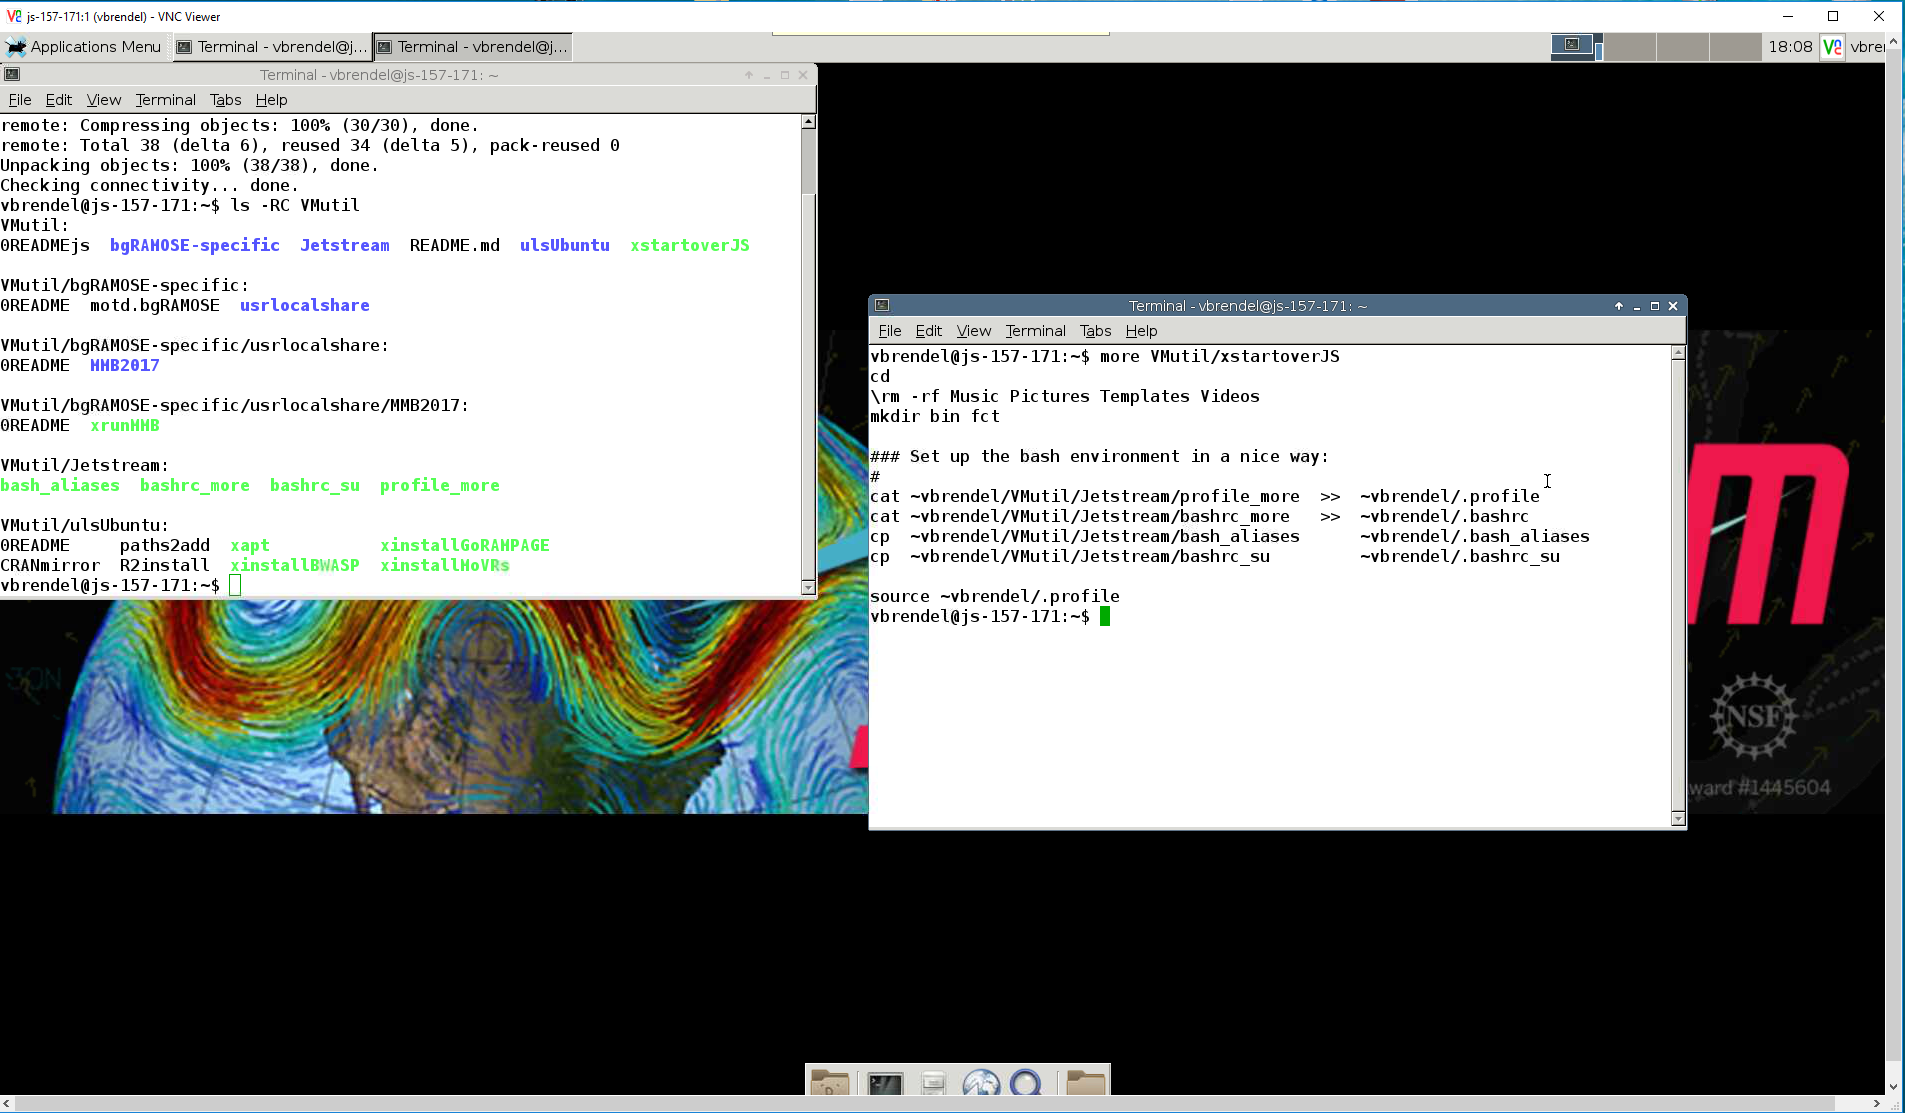 js-157-171:1 (vbrendel) - VNC Viewer
Applications Menu
Terminal - vbrendel@j...
Terminal - vbrendel@j...
18:08
vbre
Terminal - vbrendel@js-157-171: ~
File Edit View Terminal Tabs Help
remote: Compressing objects: 100% (30/30), done.
remote: Total 38 (delta 6), reused 34 (delta 5), pack-reused 0
Unpacking objects: 100% (38/38), done.
Checking connectivity... done.
vbrendel@js-157-171:~$ ls -RC VMutil
VMutil:
0READMEjs bgRAMOSE-specific Jetstream README.md ulsUbuntu xstartoverJS
VMutil/bgRAMOSE-specific:
0README motd.bgRAMOSE usrlocalshare
VMutil/bgRAMOSE-specific/usrlocalshare:
0README MMB2017
VMutil/bgRAMOSE-specific/usrlocalshare/MMB2017:
0README xrunMMB
VMutil/Jetstream:
bash_aliases bashrc_more bashrc_su profile_more
VMutil/ulsUbuntu:
0README paths2add xapt xinstallGoRAMPAGE
CRANmirror R2install xinstallBWASP xinstallMoVRs
vbrendel@js-157-171:~$
Terminal - vbrendel@js-157-171: ~
File Edit View Terminal Tabs Help
vbrendel@js-157-171:~$ more VMutil/xstartoverJS
cd
\rm -rf Music Pictures Templates Videos
mkdir bin fct
### Set up the bash environment in a nice way:
#
cat ~vbrendel/VMutil/Jetstream/profile_more >> ~vbrendel/.profile
cat ~vbrendel/VMutil/Jetstream/bashrc_more >> ~vbrendel/.bashrc
cp ~vbrendel/VMutil/Jetstream/bash_aliases ~vbrendel/.bash_aliases
cp ~vbrendel/VMutil/Jetstream/bashrc_su ~vbrendel/.bashrc_su
source ~vbrendel/.profile
vbrendel@js-157-171:~$
m
30N
NSF
ward #1445604